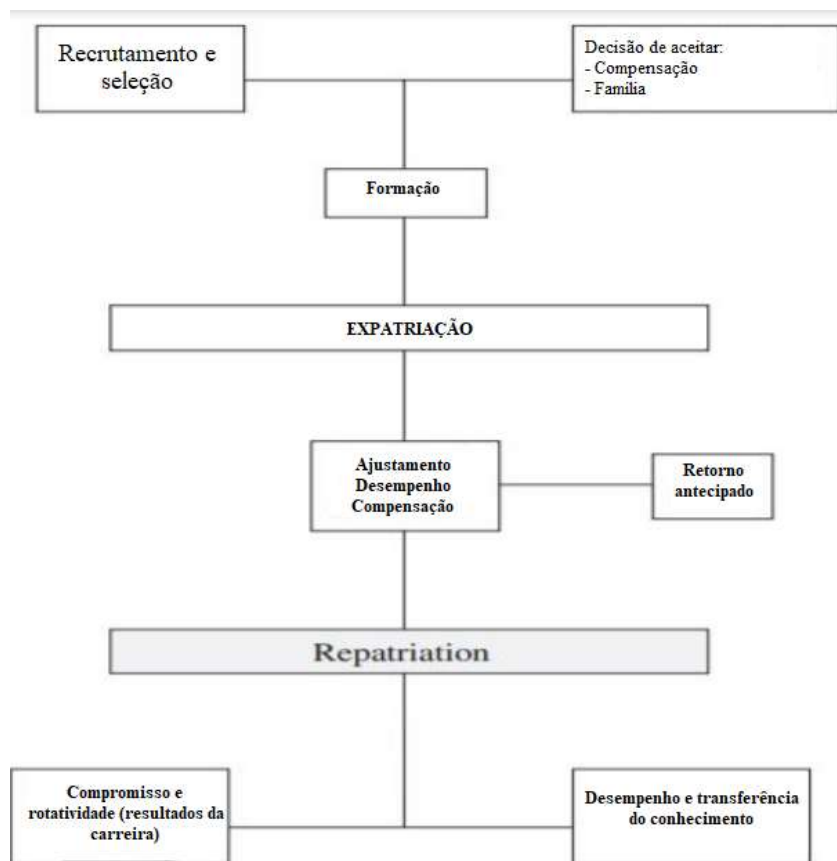 Recrutamento e
seleção
Decisão de aceitar:
- Compensação
- Família
Formação
EXPATRIAÇÃO
Ajustamento
Desempenho
Compensação
Retorno
antecipado
Repatriation
Compromisso e
rotatividade (resultados da
carreira)
Desempenho e transferência
do conhecimento